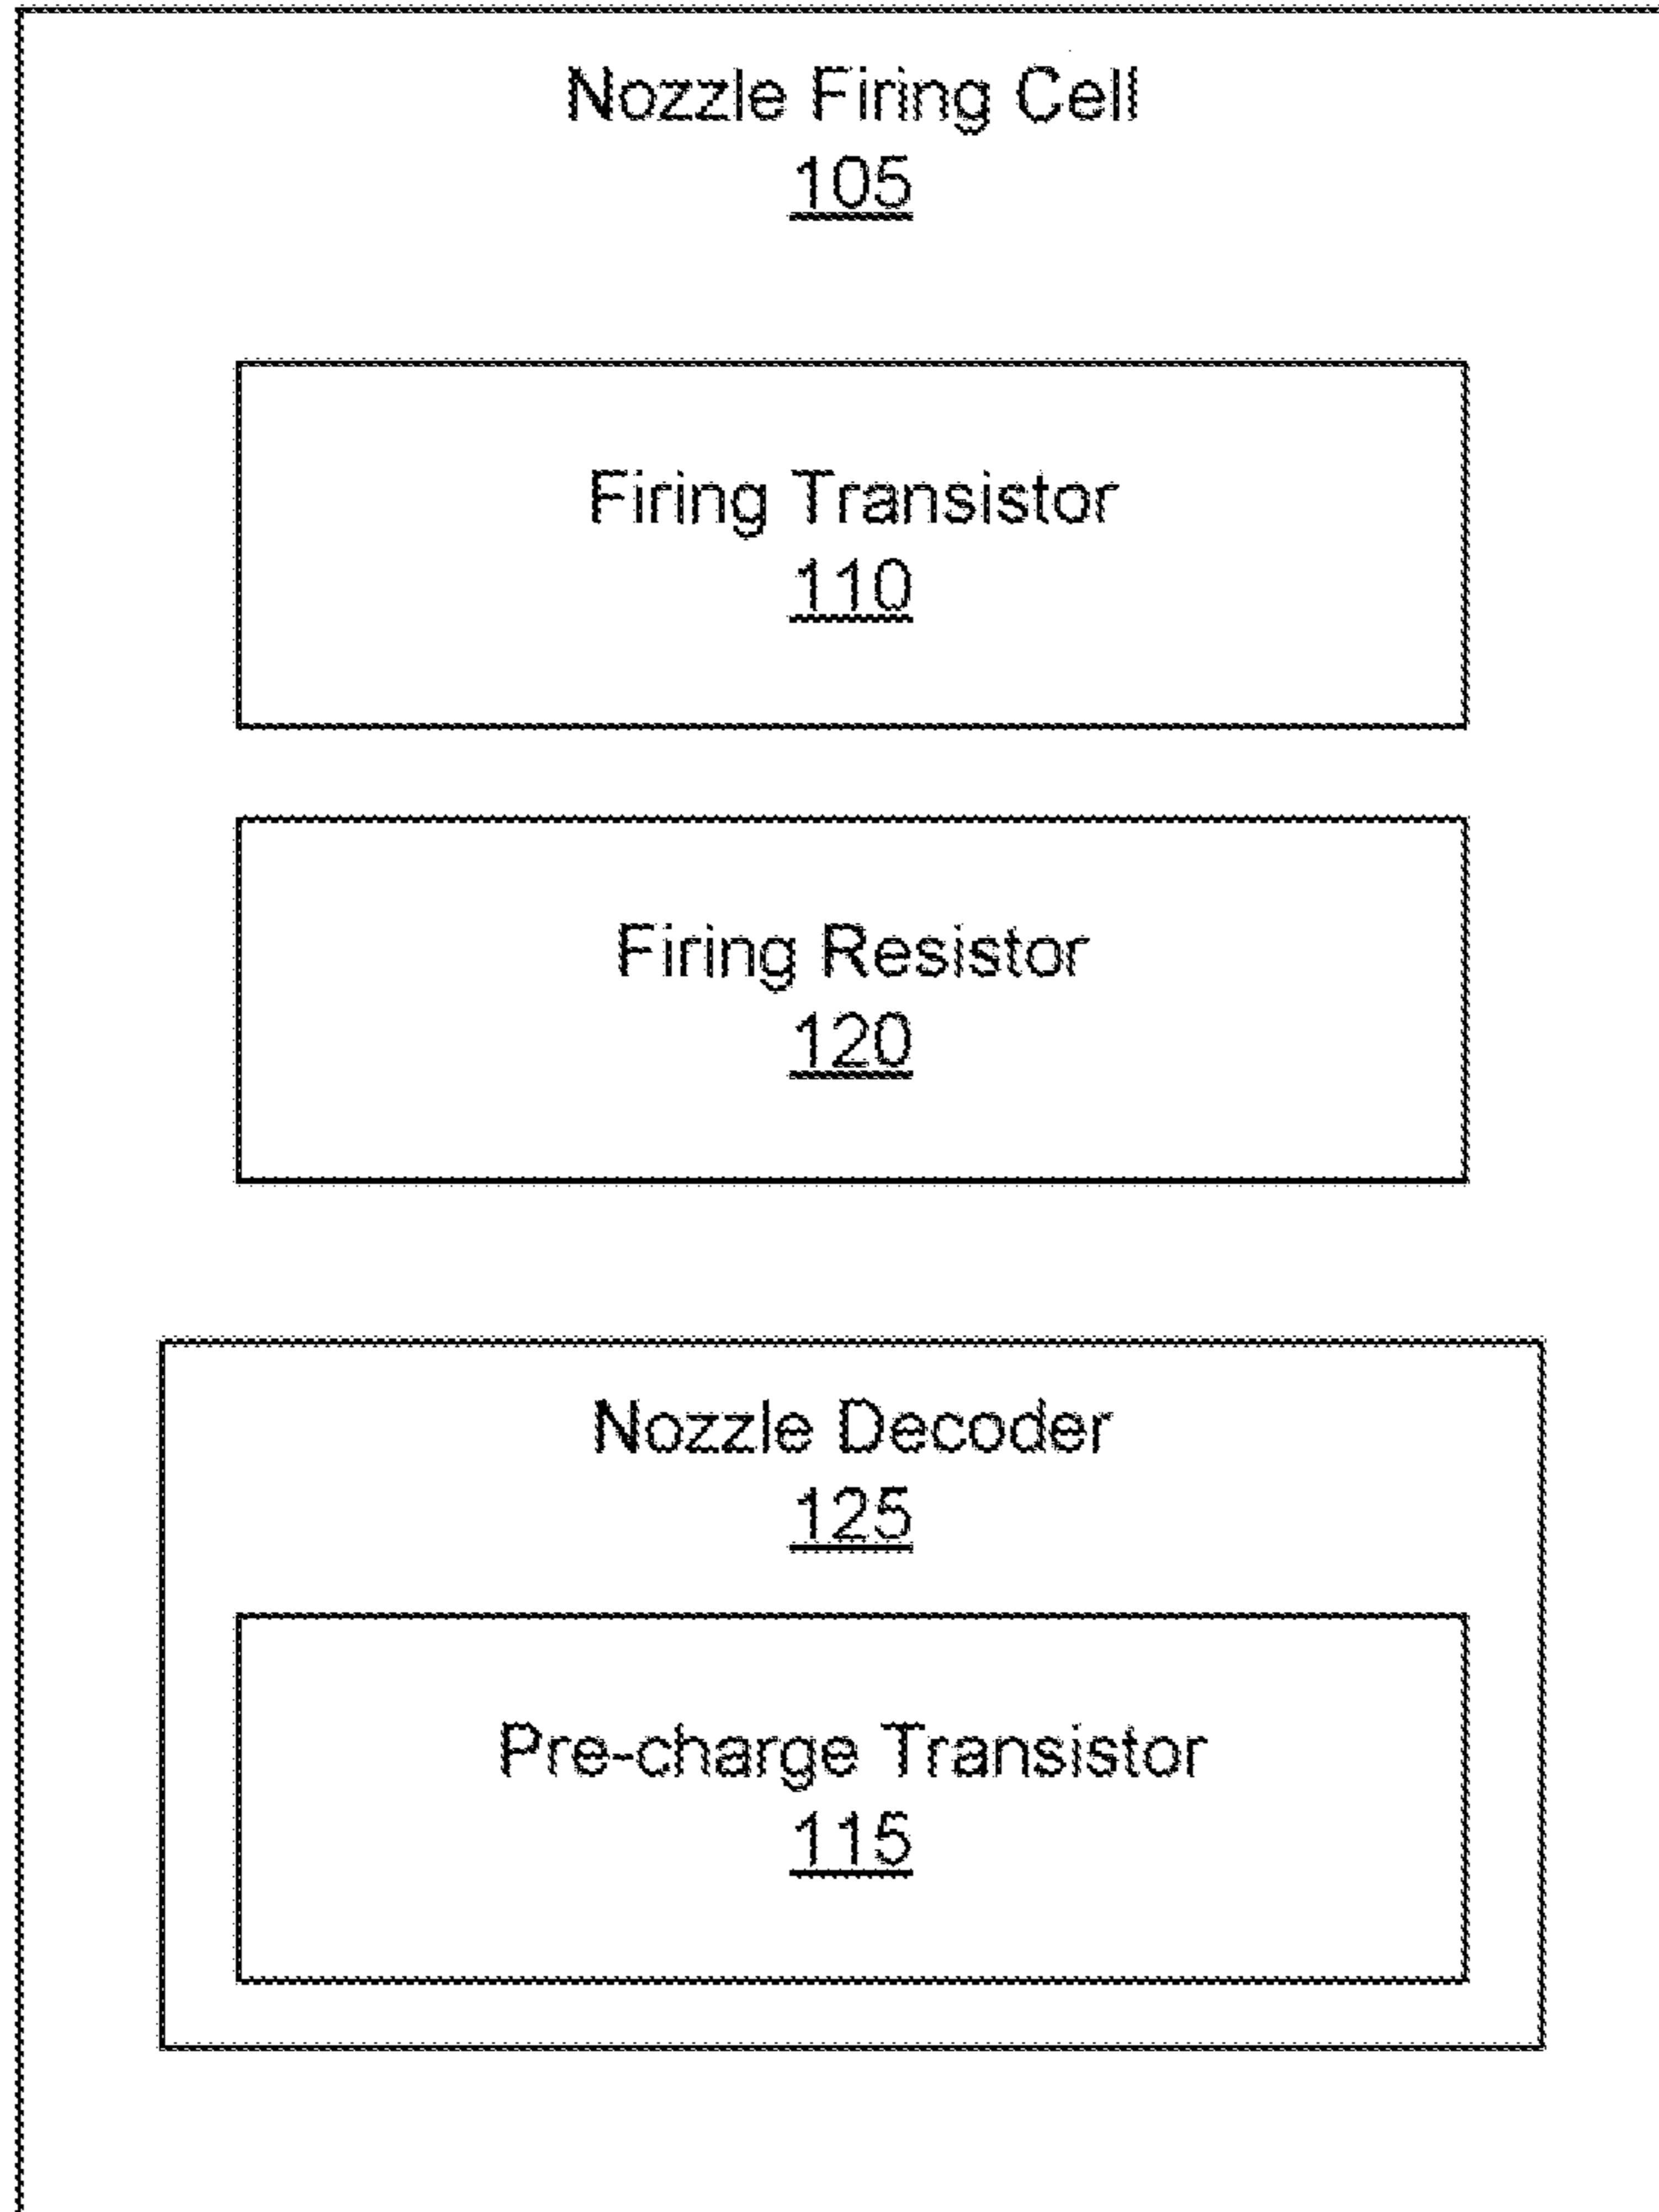 Nozzle Firing Cell
105
Firing Transistor
110
Firing Resistor
120
Nozzle Decoder
125
Pre-charge Transistor
115